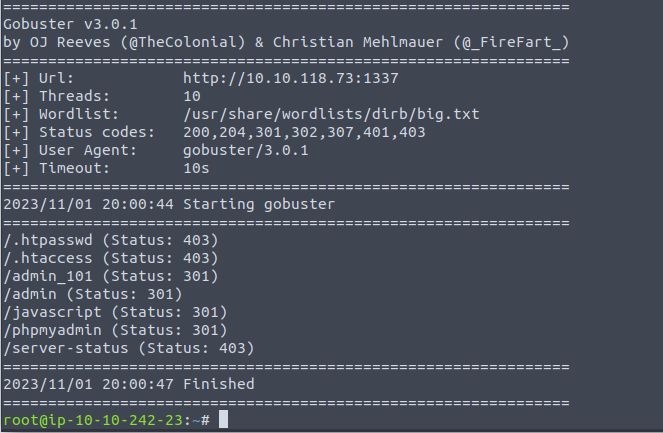 ===============================================================
Gobuster v3.0.1
by OJ Reeves (@TheColonial) & Christian Mehlmauer (@_FireFart_)
===============================================================
[+] Url:            http://10.10.118.73:1337
[+] Threads:        10
[+] Wordlist:       /usr/share/wordlists/dirb/big.txt
[+] Status codes:   200,204,301,302,307,401,403
[+] User Agent:     gobuster/3.0.1
[+] Timeout:        10s
===============================================================
2023/11/01 20:00:44 Starting gobuster
===============================================================
/.htpasswd (Status: 403)
/.htaccess (Status: 403)
/admin_101 (Status: 301)
/admin (Status: 301)
/javascript (Status: 301)
/phpmyadmin (Status: 301)
/server-status (Status: 403)
===============================================================
2023/11/01 20:00:47 Finished
===============================================================
root@ip-10-10-242-23:~#